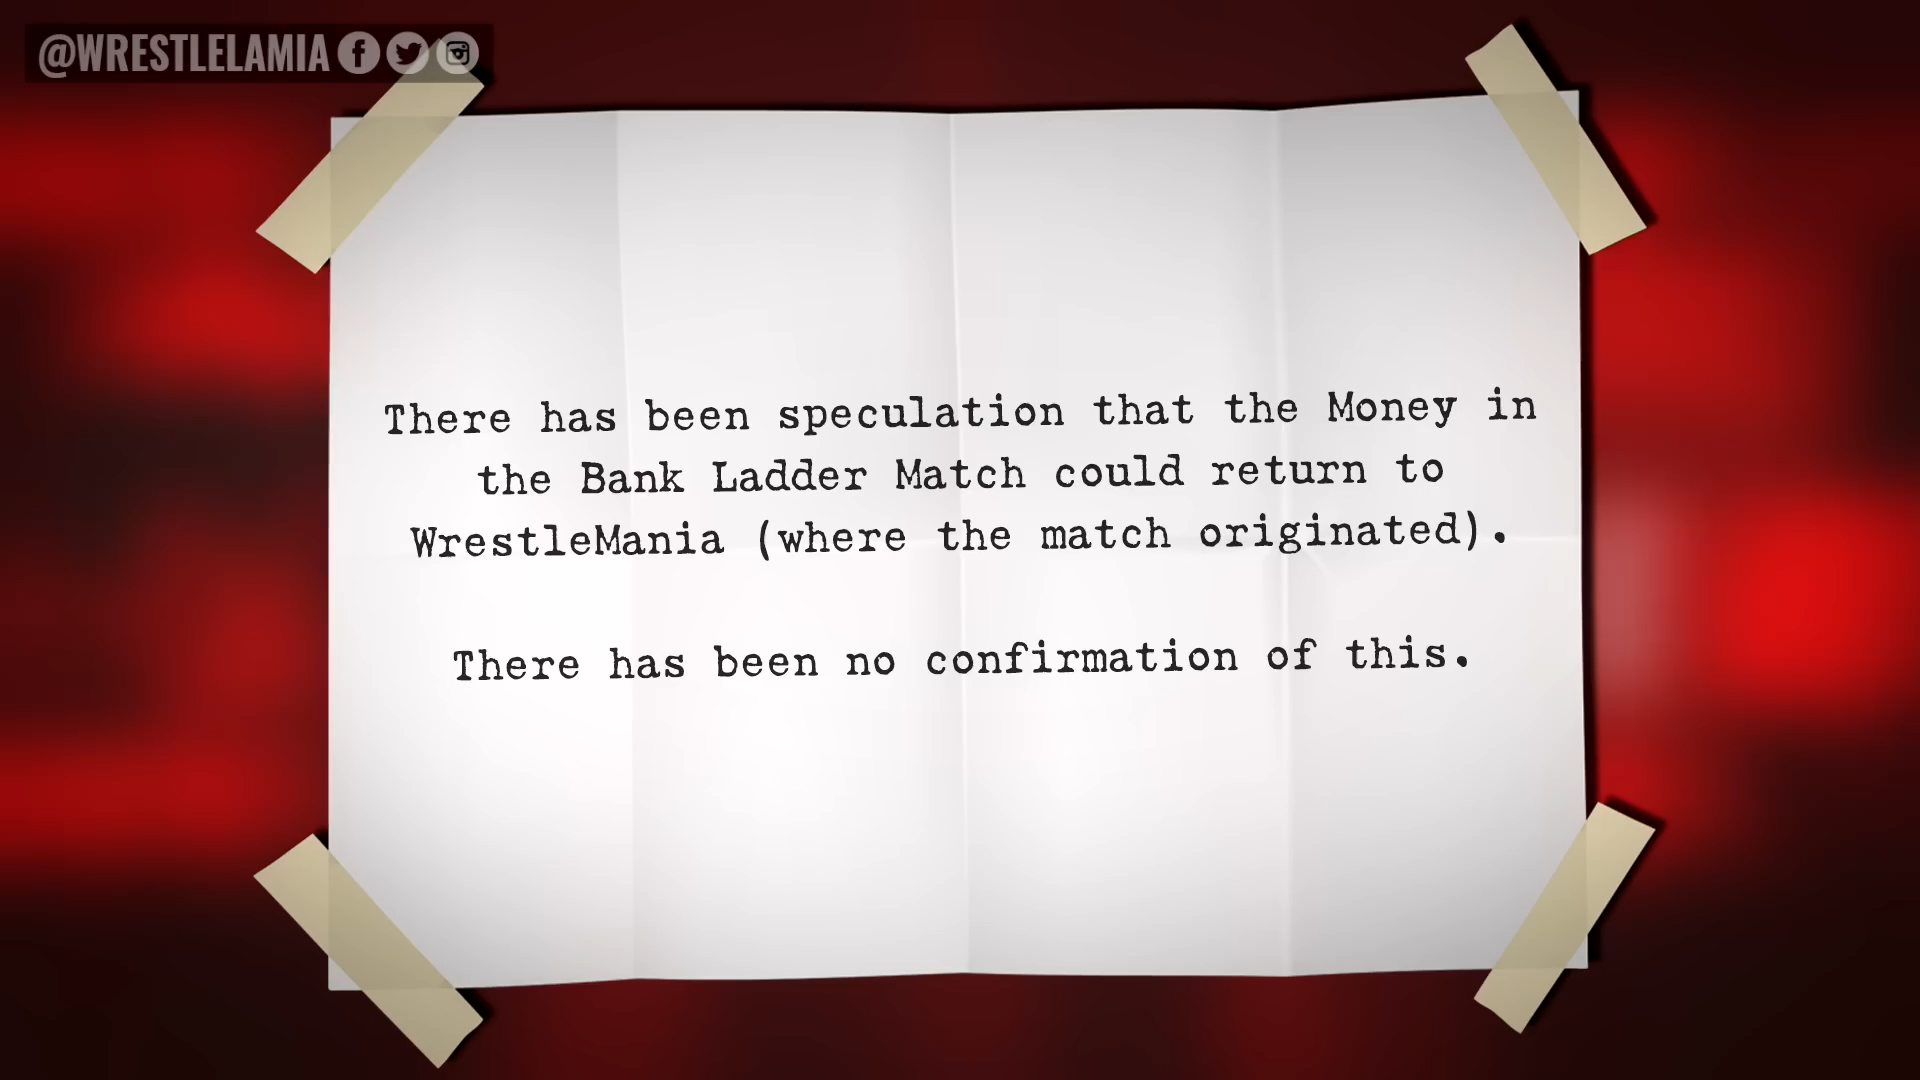 @WRESTLELAMIA
There has been speculation that the Money in
the Bank Ladder Match could return to
WrestleMania (where the match originated).
There has been no confirmation of this.